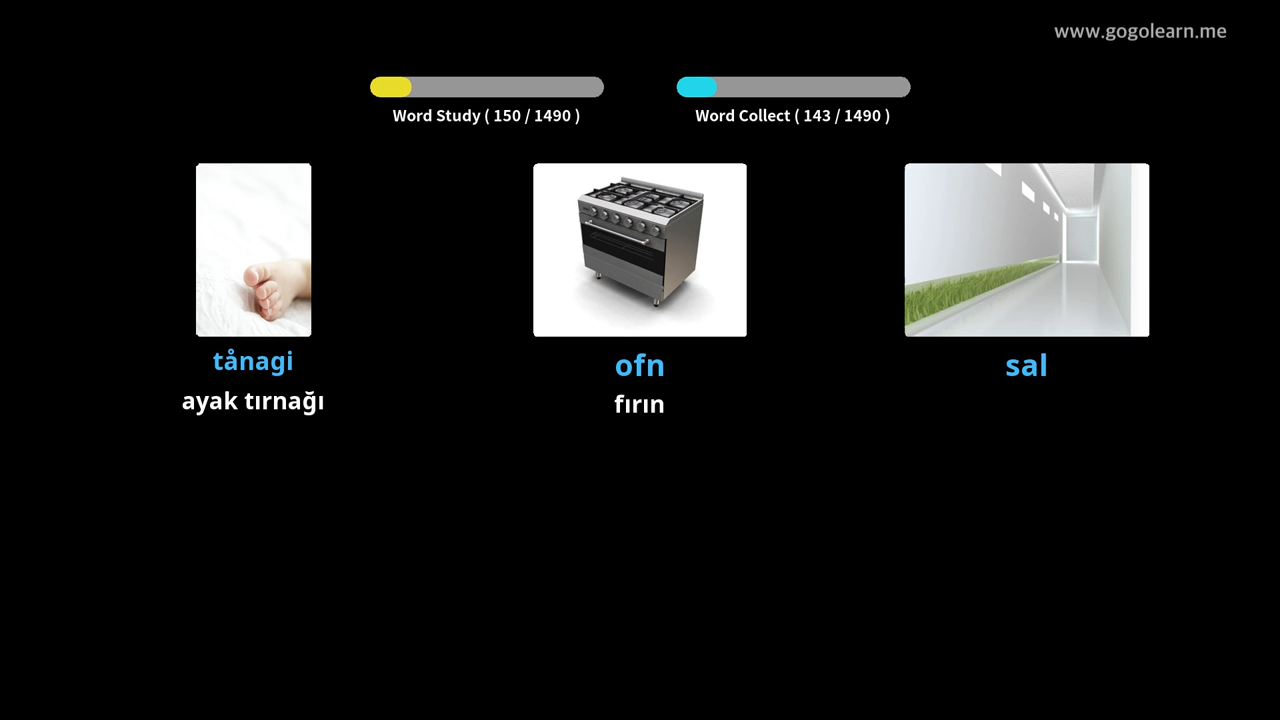 www.gogolearn.me
Word Study ( 150 / 1490 )
Word Collect ( 143 / 1490 )
tånagi
ayak tırnağı
ofn
fırın
sal